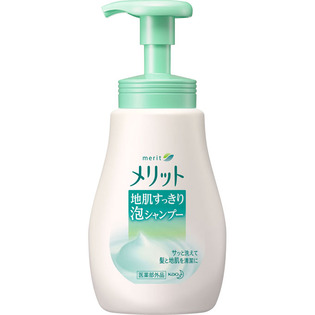 merit
メリット
地肌すっきり
泡シャンプー
サッと洗えて
髪と地肌を清潔に
医薬部外品 KAO